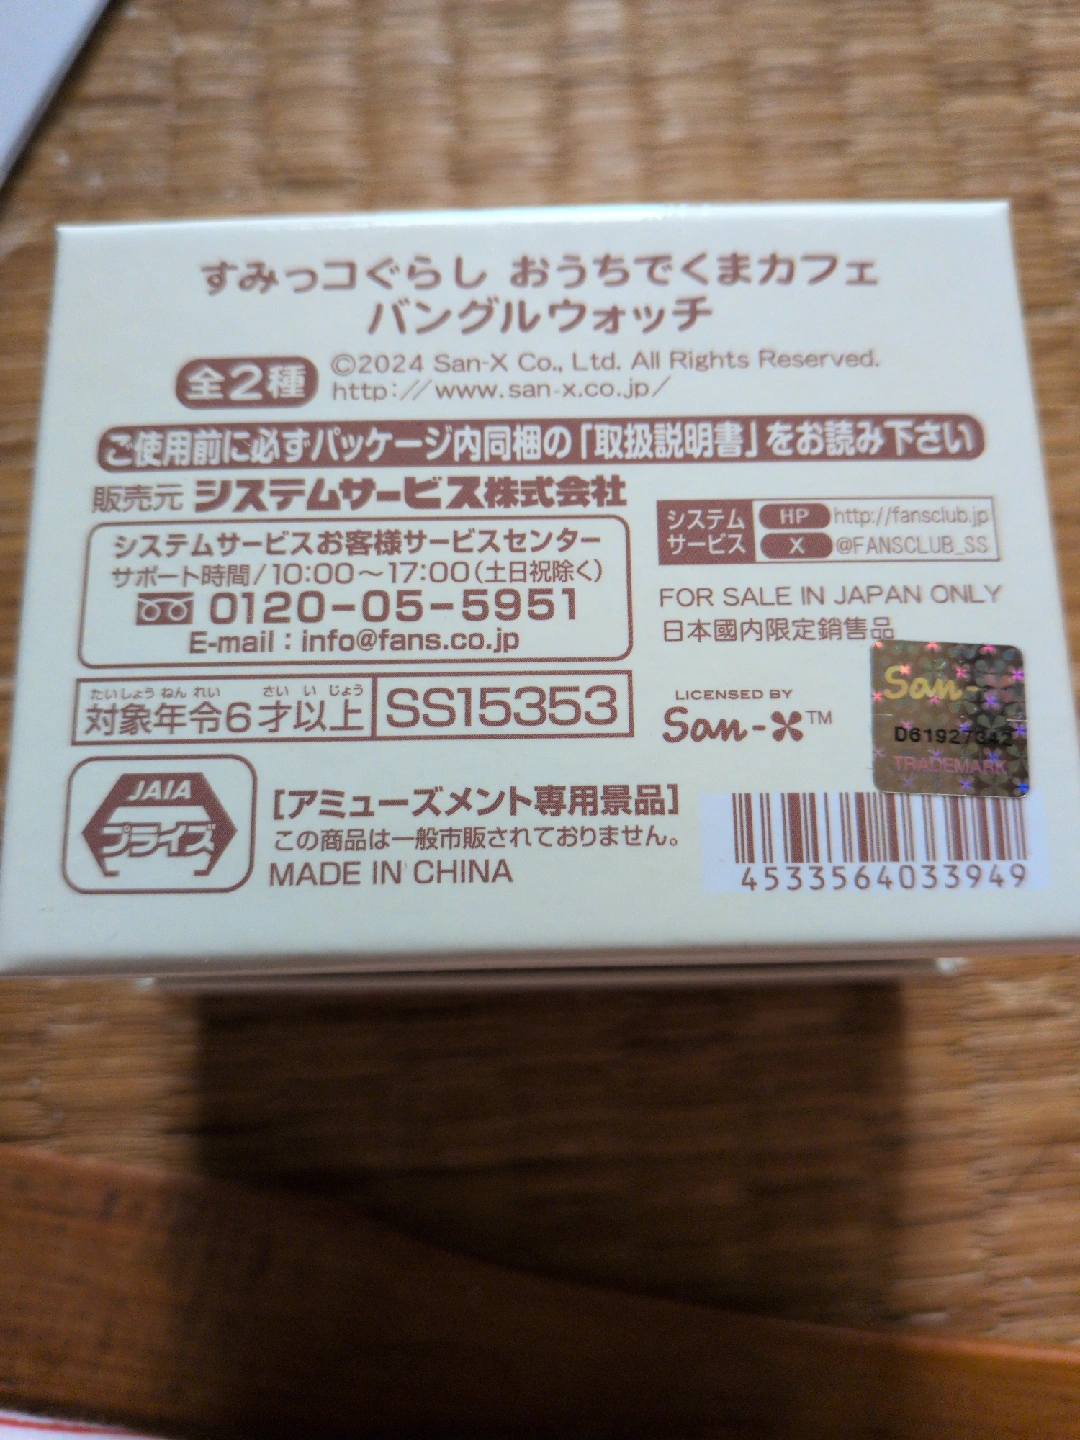 すみっコぐらし おうちでくまカフェ
バングルウォッチ
全2種
©2024 San-X Co., Ltd. All Rights Reserved.
http://www.san-x.co.jp/
ご使用前に必ずパッケージ内同梱の「取扱説明書」をお読み下さい
販売元 システムサービス株式会社
システムサービスお客様サービスセンター
サポート時間/10:00～17:00(土日祝除く)
0120-05-5951
E-mail：info@fans.co.jp
システム
サービス
HP http://fansclub.jp
X @FANSCLUB_SS
FOR SALE IN JAPAN ONLY
日本國内限定銷售品
たいしょう ねん れい さい い じょう
対象年令6才以上
SS15353
LICENSED BY
San-X™
San-X
D61927342
TRADEMARK
JAIA
プライズ
[アミューズメント専用景品]
この商品は一般市販されておりません。
MADE IN CHINA
4533564033949